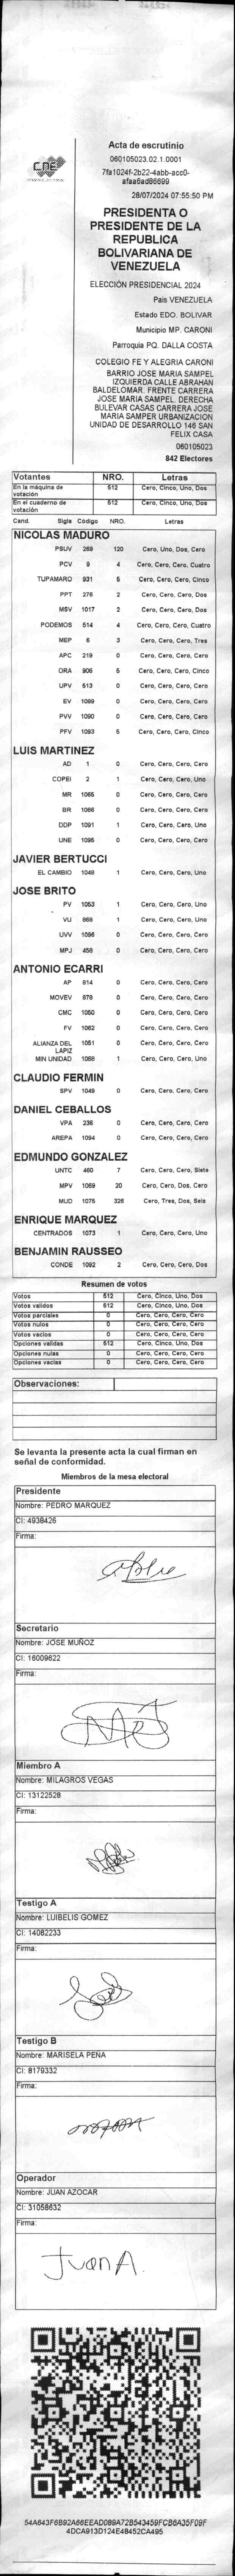 CNE
Acta de escrutinio
060105023.02.1.0001
7fa1024f-2b22-4abb-acc0-
afaa6ad86699
28/07/2024 07:55:50 PM
PRESIDENTA O
PRESIDENTE DE LA
REPUBLICA
BOLIVARIANA DE
VENEZUELA
ELECCIÓN PRESIDENCIAL 2024
País VENEZUELA
Estado EDO. BOLIVAR
Municipio MP. CARONI
Parroquia PQ. DALLA COSTA
COLEGIO FE Y ALEGRIA CARONI
BARRIO JOSE MARIA SAMPEL
IZQUIERDA CALLE ABRAHAN
BALDELOMAR. FRENTE CARRERA
JOSE MARIA SAMPEL. DERECHA
BULEVAR CASAS CARRERA JOSE
MARIA SAMPER URBANIZACION
UNIDAD DE DESARROLLO 146 SAN
FELIX CASA
060105023
842 Electores
Votantes NRO. Letras
En la máquina de votación 512 Cero, Cinco, Uno, Dos
En el cuaderno de votación 512 Cero, Cinco, Uno, Dos
Cand. Sigla Código NRO. Letras
NICOLAS MADURO
PSUV 269 120 Cero, Uno, Dos, Cero
PCV 9 4 Cero, Cero, Cero, Cuatro
TUPAMARO 931 5 Cero, Cero, Cero, Cinco
PPT 276 2 Cero, Cero, Cero, Dos
MSV 1017 2 Cero, Cero, Cero, Dos
PODEMOS 514 4 Cero, Cero, Cero, Cuatro
MEP 6 3 Cero, Cero, Cero, Tres
APC 219 0 Cero, Cero, Cero, Cero
ORA 906 5 Cero, Cero, Cero, Cinco
UPV 513 0 Cero, Cero, Cero, Cero
EV 1089 0 Cero, Cero, Cero, Cero
PVV 1090 0 Cero, Cero, Cero, Cero
PFV 1093 5 Cero, Cero, Cero, Cinco
LUIS MARTINEZ
AD 1 0 Cero, Cero, Cero, Cero
COPEI 2 1 Cero, Cero, Cero, Uno
MR 1065 0 Cero, Cero, Cero, Cero
BR 1066 0 Cero, Cero, Cero, Cero
DDP 1091 1 Cero, Cero, Cero, Uno
UNE 1095 0 Cero, Cero, Cero, Cero
JAVIER BERTUCCI
EL CAMBIO 1048 1 Cero, Cero, Cero, Uno
JOSE BRITO
PV 1053 1 Cero, Cero, Cero, Uno
VU 868 1 Cero, Cero, Cero, Uno
UVV 1096 0 Cero, Cero, Cero, Cero
MPJ 458 0 Cero, Cero, Cero, Cero
ANTONIO ECARRI
AP 814 0 Cero, Cero, Cero, Cero
MOVEV 878 0 Cero, Cero, Cero, Cero
CMC 1050 0 Cero, Cero, Cero, Cero
FV 1062 0 Cero, Cero, Cero, Cero
ALIANZA DEL LAPIZ 1051 0 Cero, Cero, Cero, Cero
MIN UNIDAD 1068 1 Cero, Cero, Cero, Uno
CLAUDIO FERMIN
SPV 1049 0 Cero, Cero, Cero, Cero
DANIEL CEBALLOS
VPA 236 0 Cero, Cero, Cero, Cero
AREPA 1094 0 Cero, Cero, Cero, Cero
EDMUNDO GONZALEZ
UNTC 460 7 Cero, Cero, Cero, Siete
MPV 1069 20 Cero, Cero, Dos, Cero
MUD 1075 326 Cero, Tres, Dos, Seis
ENRIQUE MARQUEZ
CENTRADOS 1073 1 Cero, Cero, Cero, Uno
BENJAMIN RAUSSEO
CONDE 1092 2 Cero, Cero, Cero, Dos
Resumen de votos
Votos 512 Cero, Cinco, Uno, Dos
Votos validos 512 Cero, Cinco, Uno, Dos
Votos parciales 0 Cero, Cero, Cero, Cero
Votos nulos 0 Cero, Cero, Cero, Cero
Votos vacios 0 Cero, Cero, Cero, Cero
Opciones validas 512 Cero, Cinco, Uno, Dos
Opciones nulas 0 Cero, Cero, Cero, Cero
Opciones vacias 0 Cero, Cero, Cero, Cero
Observaciones:
Se levanta la presente acta la cual firman en
señal de conformidad.
Miembros de la mesa electoral
Presidente
Nombre: PEDRO MARQUEZ
CI: 4938426
Firma:
Secretario
Nombre: JOSE MUÑOZ
CI: 16009622
Firma:
Miembro A
Nombre: MILAGROS VEGAS
CI: 13122528
Firma:
Testigo A
Nombre: LUIBELIS GOMEZ
CI: 14082233
Firma:
Testigo B
Nombre: MARISELA PEÑA
CI: 8179332
Firma:
Operador
Nombre: JUAN AZOCAR
CI: 31058632
Firma:
Juan A.
54A643F6B92A66EEAD089A72B543459FCB6A35F09F
4DCA913D124E48452CA495